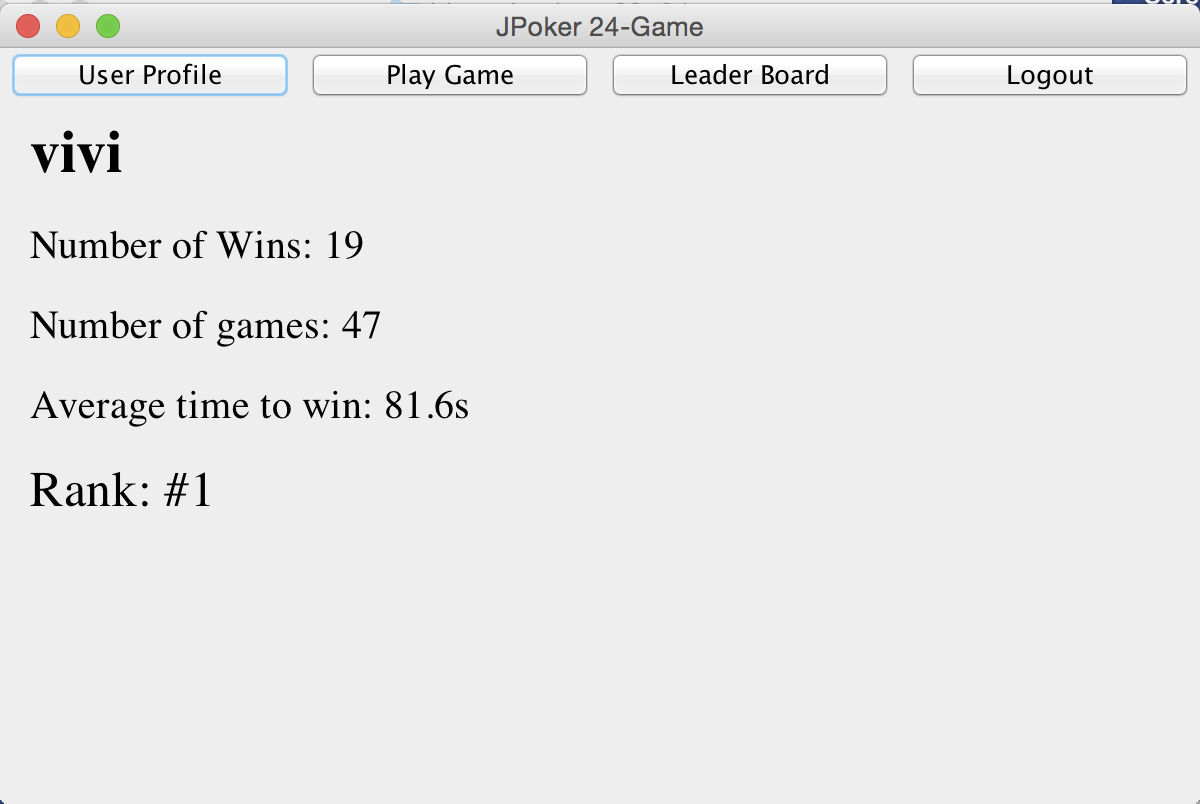 JPoker 24-Game
User Profile Play Game Leader Board Logout
vivi
Number of Wins: 19
Number of games: 47
Average time to win: 81.6s
Rank: #1